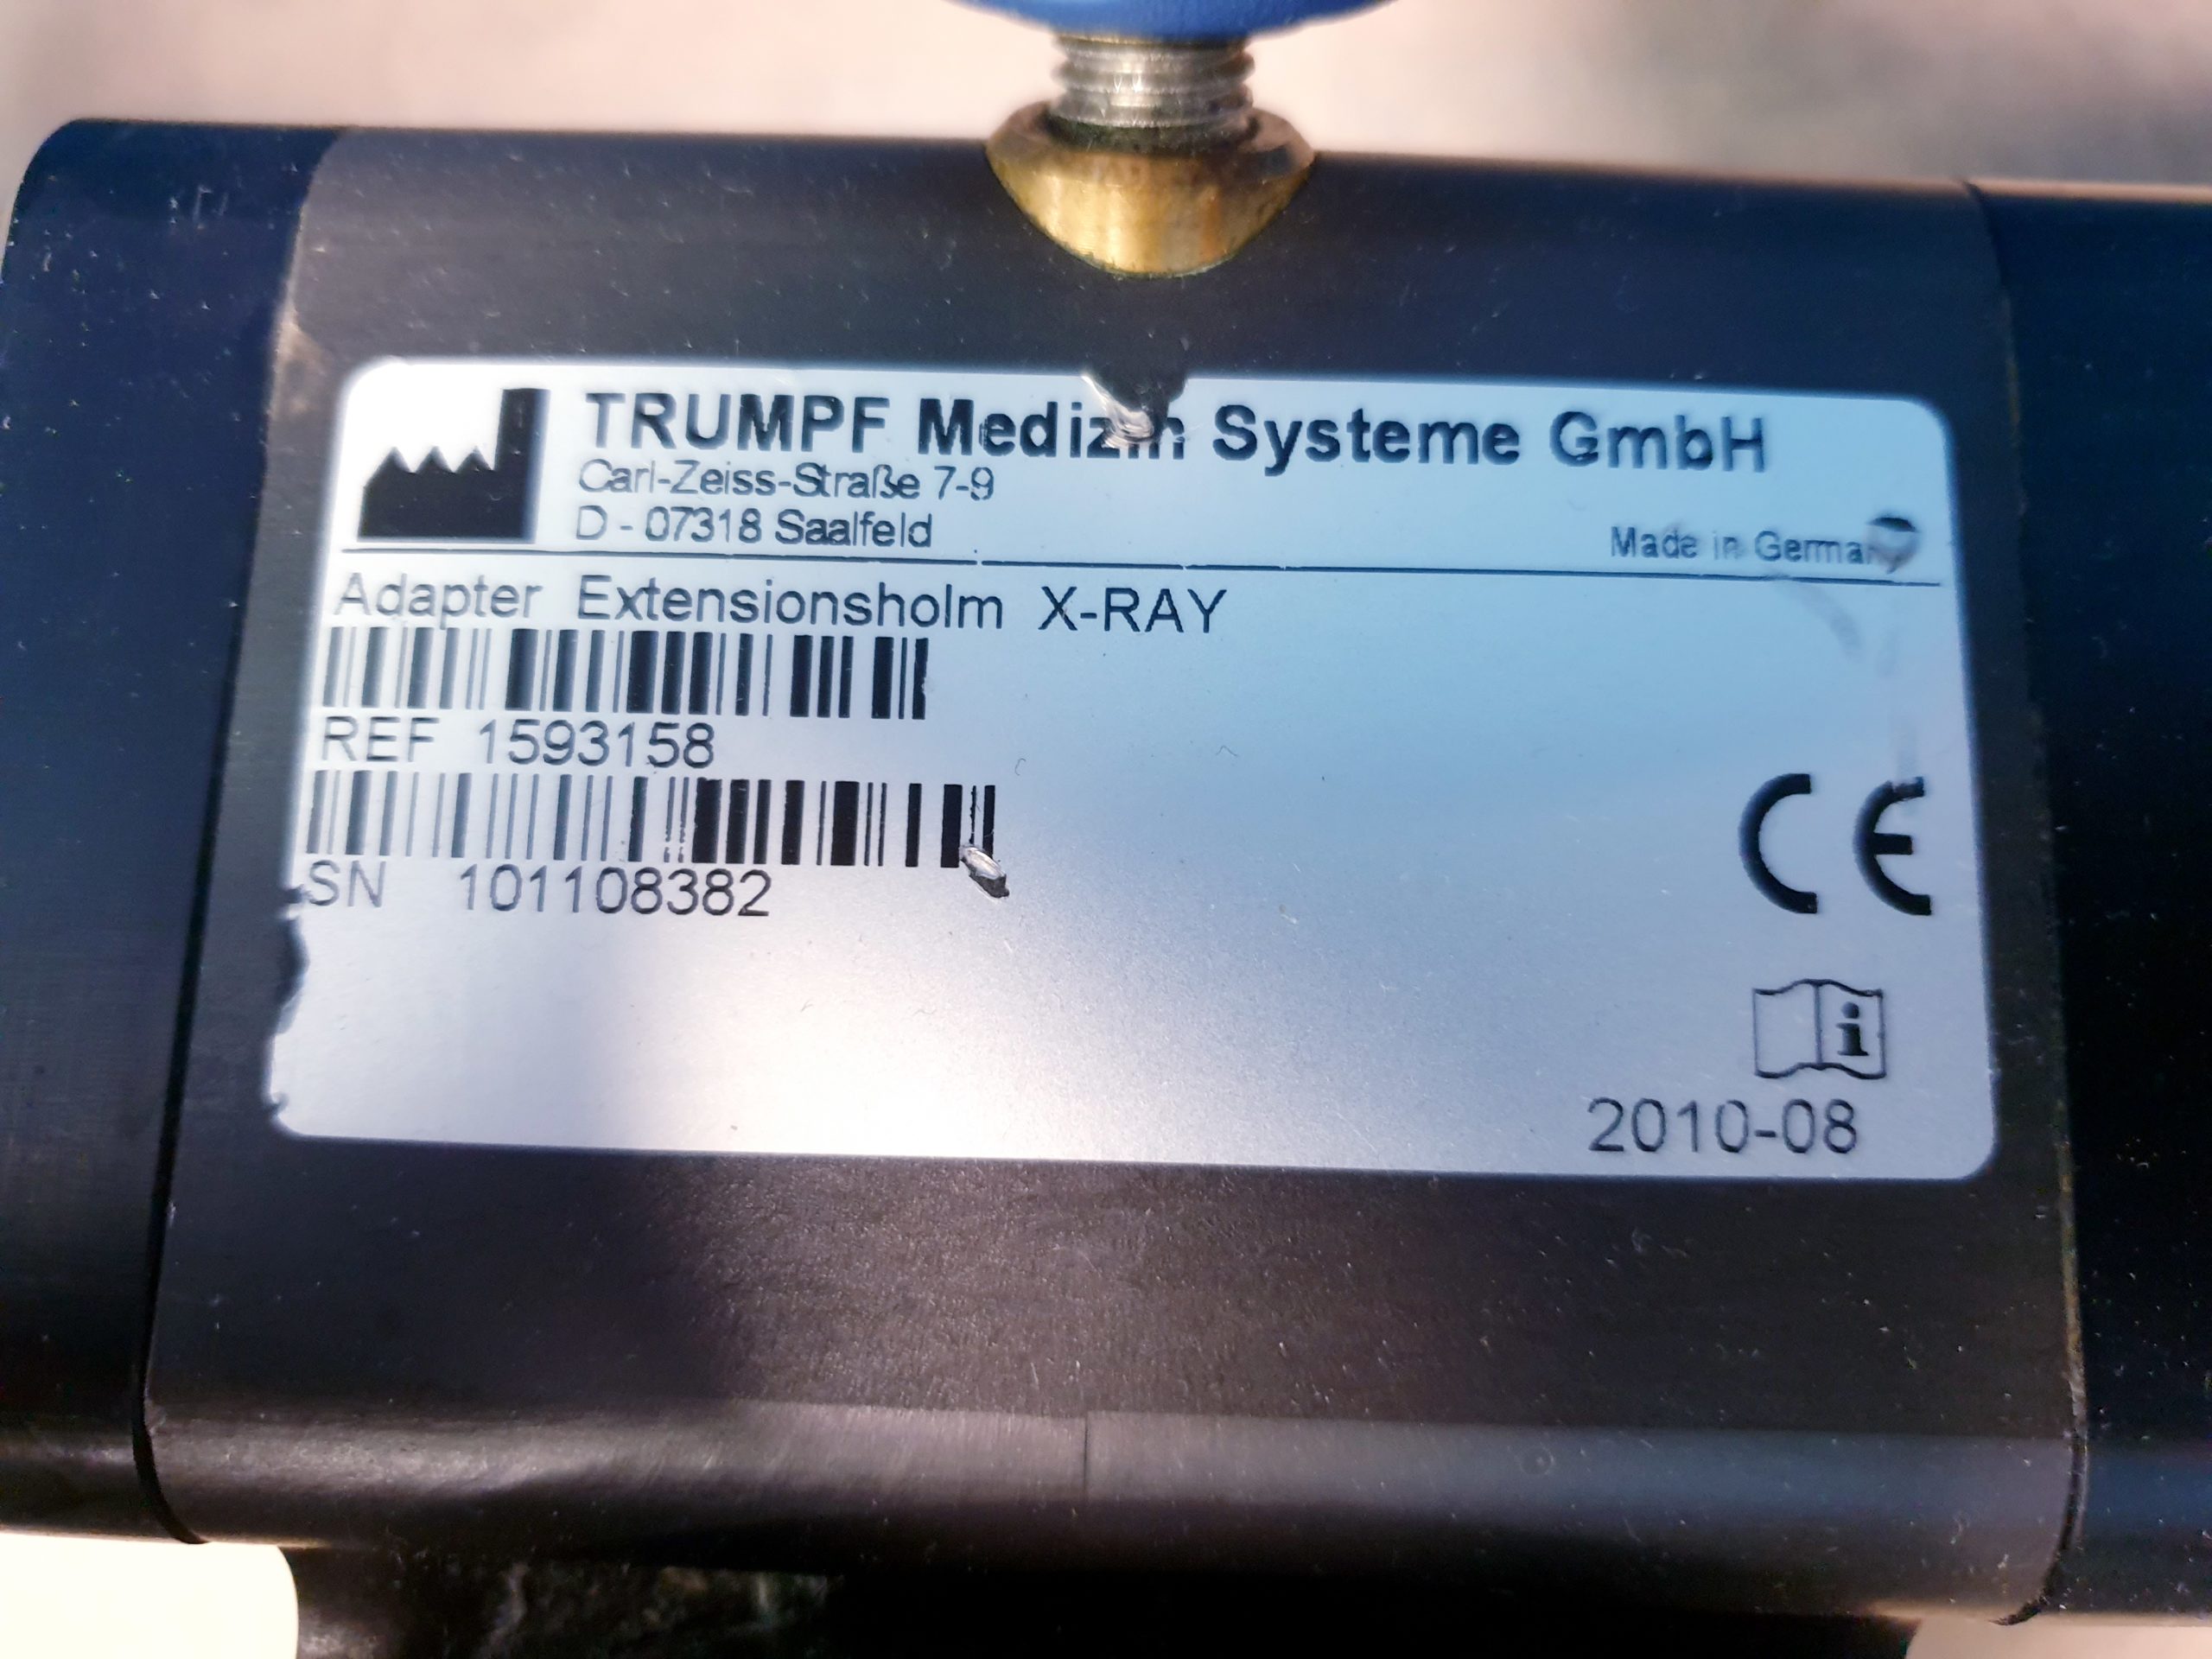 TRUMPF Medizin Systeme GmbH
Carl-Zeiss-Straße 7-9
D - 07318 Saalfeld
Made in Germany
Adapter Extensionsholm X-RAY
REF 1593158
SN 101108382
CE
i
2010-08